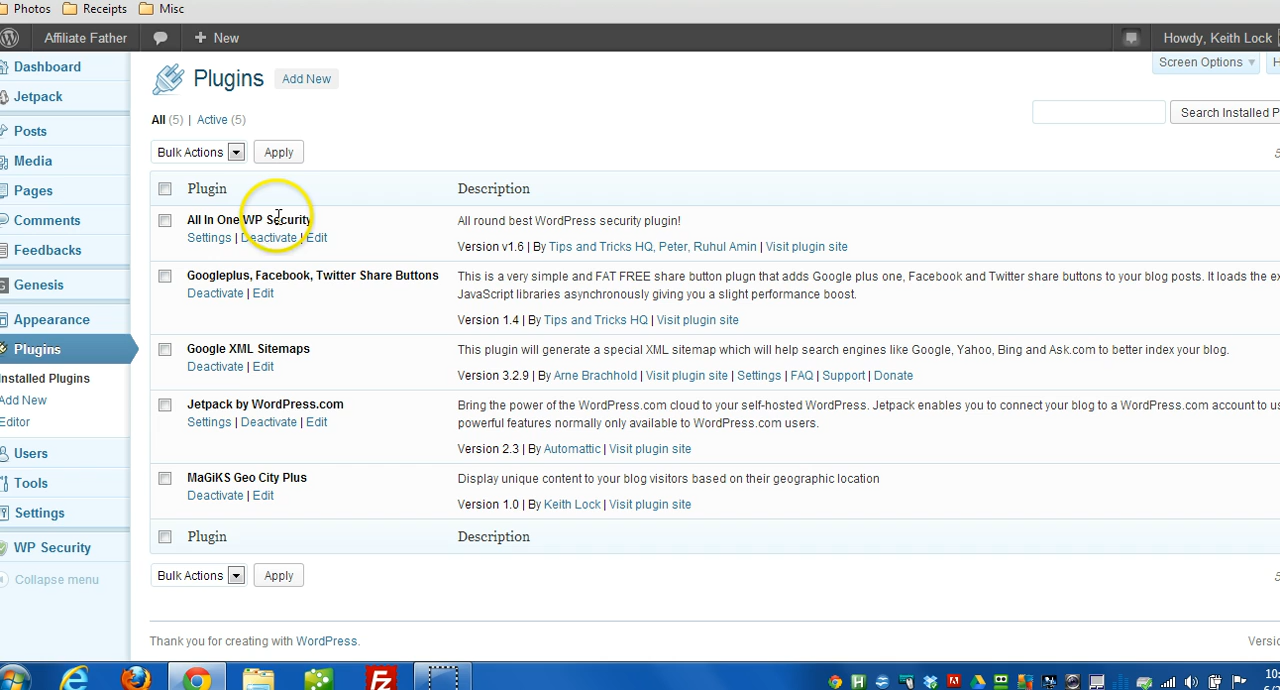 Photos Receipts Misc
Affiliate Father + New Howdy, Keith Lock
Dashboard
Jetpack
Posts
Media
Pages
Comments
Feedbacks
Genesis
Appearance
Plugins
Installed Plugins
Add New
Editor
Users
Tools
Settings
WP Security
Collapse menu
Screen Options
Plugins Add New
All (5) | Active (5)
Search Installed P
Bulk Actions Apply
Plugin Description
All In One WP Security All round best WordPress security plugin!
Settings | Deactivate | Edit
Version v1.6 | By Tips and Tricks HQ, Peter, Ruhul Amin | Visit plugin site
Googleplus, Facebook, Twitter Share Buttons This is a very simple and FAT FREE share button plugn that adds Google plus one, Facebook and Twitter share buttons to your blog posts. It loads the ex
Deactivate | Edit JavaScript libraries asynchronously giving you a slight performance boost.
Version 1.4 | By Tips and Tricks HQ | Visit plugin site
Google XML Sitemaps This plugin will generate a special XML sitemap which will help search engines like Google, Yahoo, Bing and Ask.com to better index your blog.
Deactivate | Edit
Version 3.2.9 | By Arne Brachhold | Visit plugin site | Settings | FAQ | Support | Donate
Jetpack by WordPress.com Bring the power of the WordPress.com cloud to your self-hosted WordPress. Jetpack enables you to connect your blog to a WordPress.com account to us
Settings | Deactivate | Edit powerful features normally only available to WordPress.com users.
Version 2.3 | By Automattic | Visit plugin site
MaGiKS Geo City Plus Display unique content to your blog visitors based on their geographic location
Deactivate | Edit
Version 1.0 | By Keith Lock | Visit plugin site
Plugin Description
Bulk Actions Apply
Thank you for creating with WordPress. Versio
10: